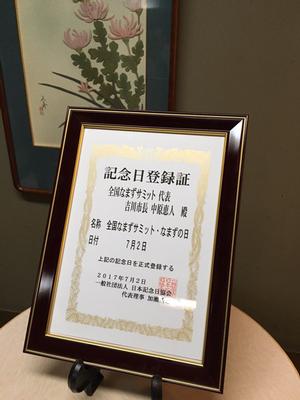 記念日登録証
全国なまずサミット 代表
吉川市長 中原恵人 殿
名称 全国なまずサミット・なまずの日
日付 7月2日
上記の記念日を正式登録する
2017年7月2日
一般社団法人 日本記念日協会
代表理事 加瀬